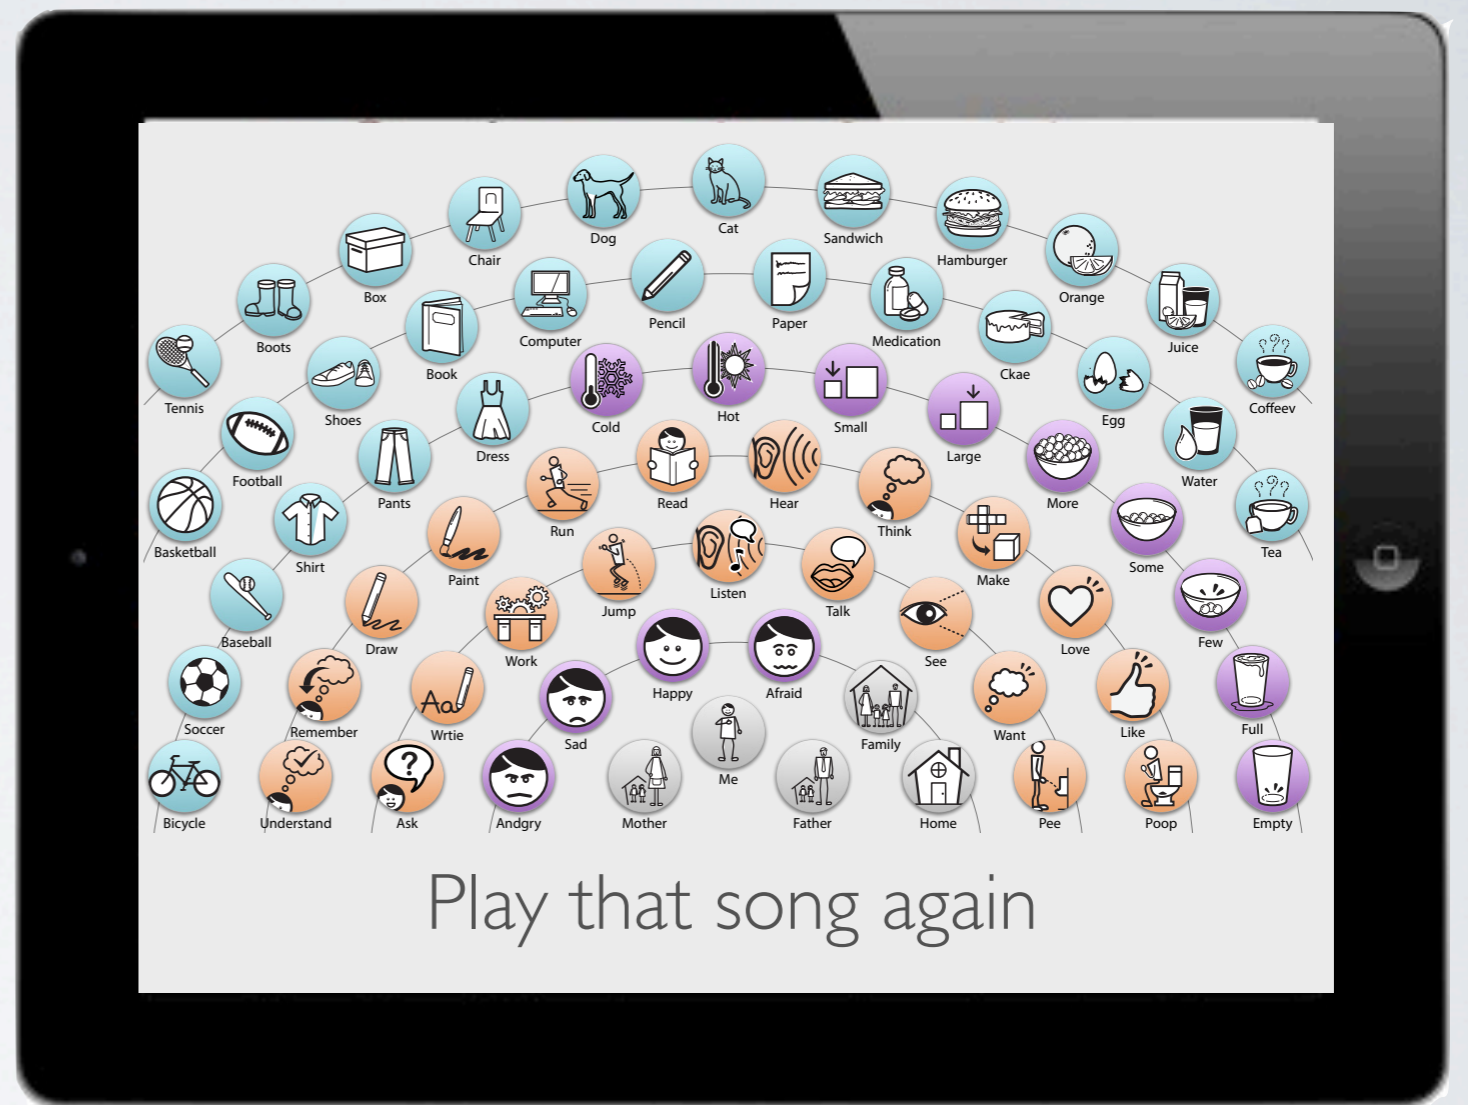 Cat
Dog
Sandwich
Chair
Hamburger
Box
Orange
Pencil
Paper
Computer
Medication
Boots
Juice
Book
Ckae
Tennis
Shoes
Hot
Cold
Small
Egg
Coffeev
Dress
Large
Football
Water
Pants
Read
Hear
More
Run
Think
Basketball
Tea
Shirt
Paint
Make
Some
Listen
Jump
Talk
Baseball
Draw
Love
Few
Work
See
Happy
Afraid
Soccer
Remember
Wrtie
Sad
Family
Want
Like
Full
Me
Bicycle
Understand
Ask
Andgry
Mother
Father
Home
Pee
Poop
Empty
Aa
?
Play that song again